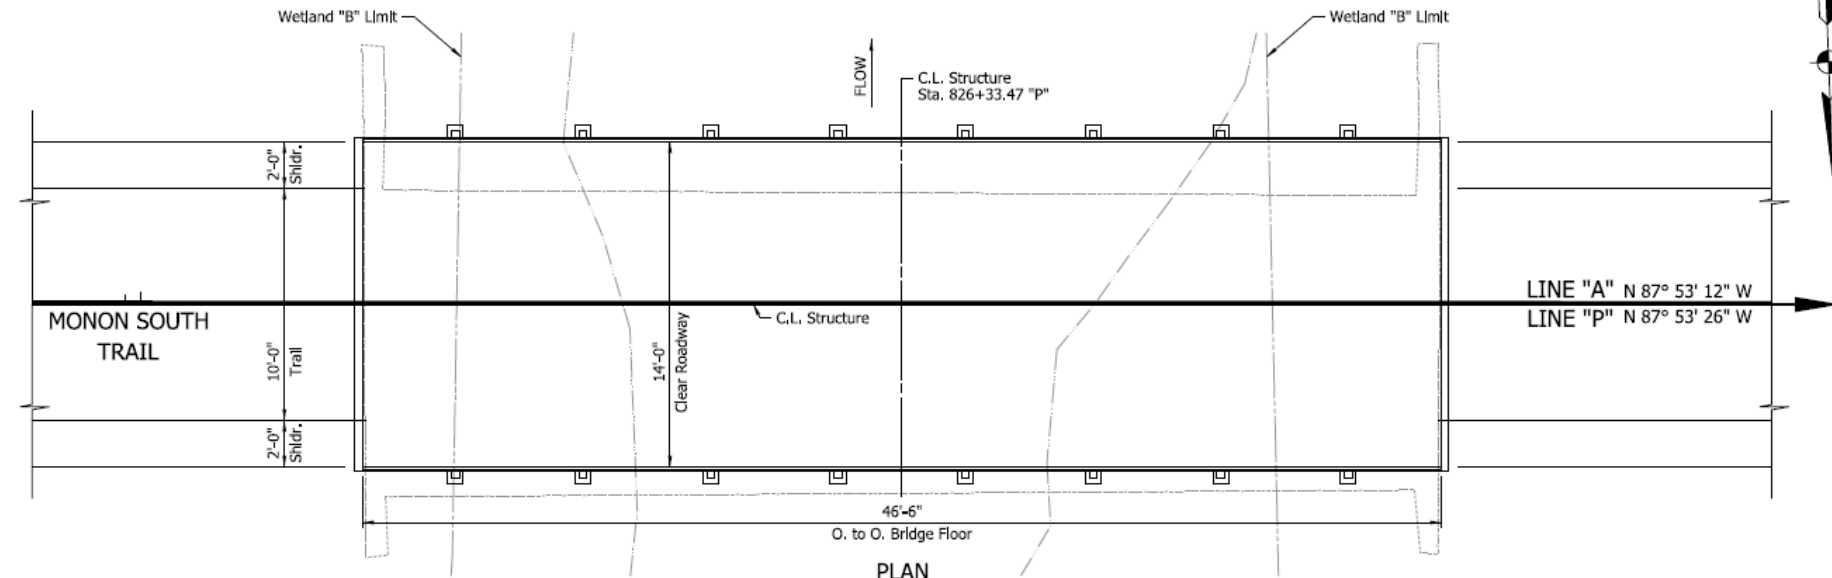 Wetland "B" Limit
Wetland "B" Limit
FLOW
C.L. Structure
Sta. 826+33.47 "P"
2'-0"
Shldr.
LINE "A" N 87° 53' 12" W
LINE "P" N 87° 53' 26" W
MONON SOUTH
TRAIL
C.L. Structure
10'-0"
Trail
14'-0"
Clear Roadway
2'-0"
Shldr.
46'-6"
O. to O. Bridge Floor
PLAN